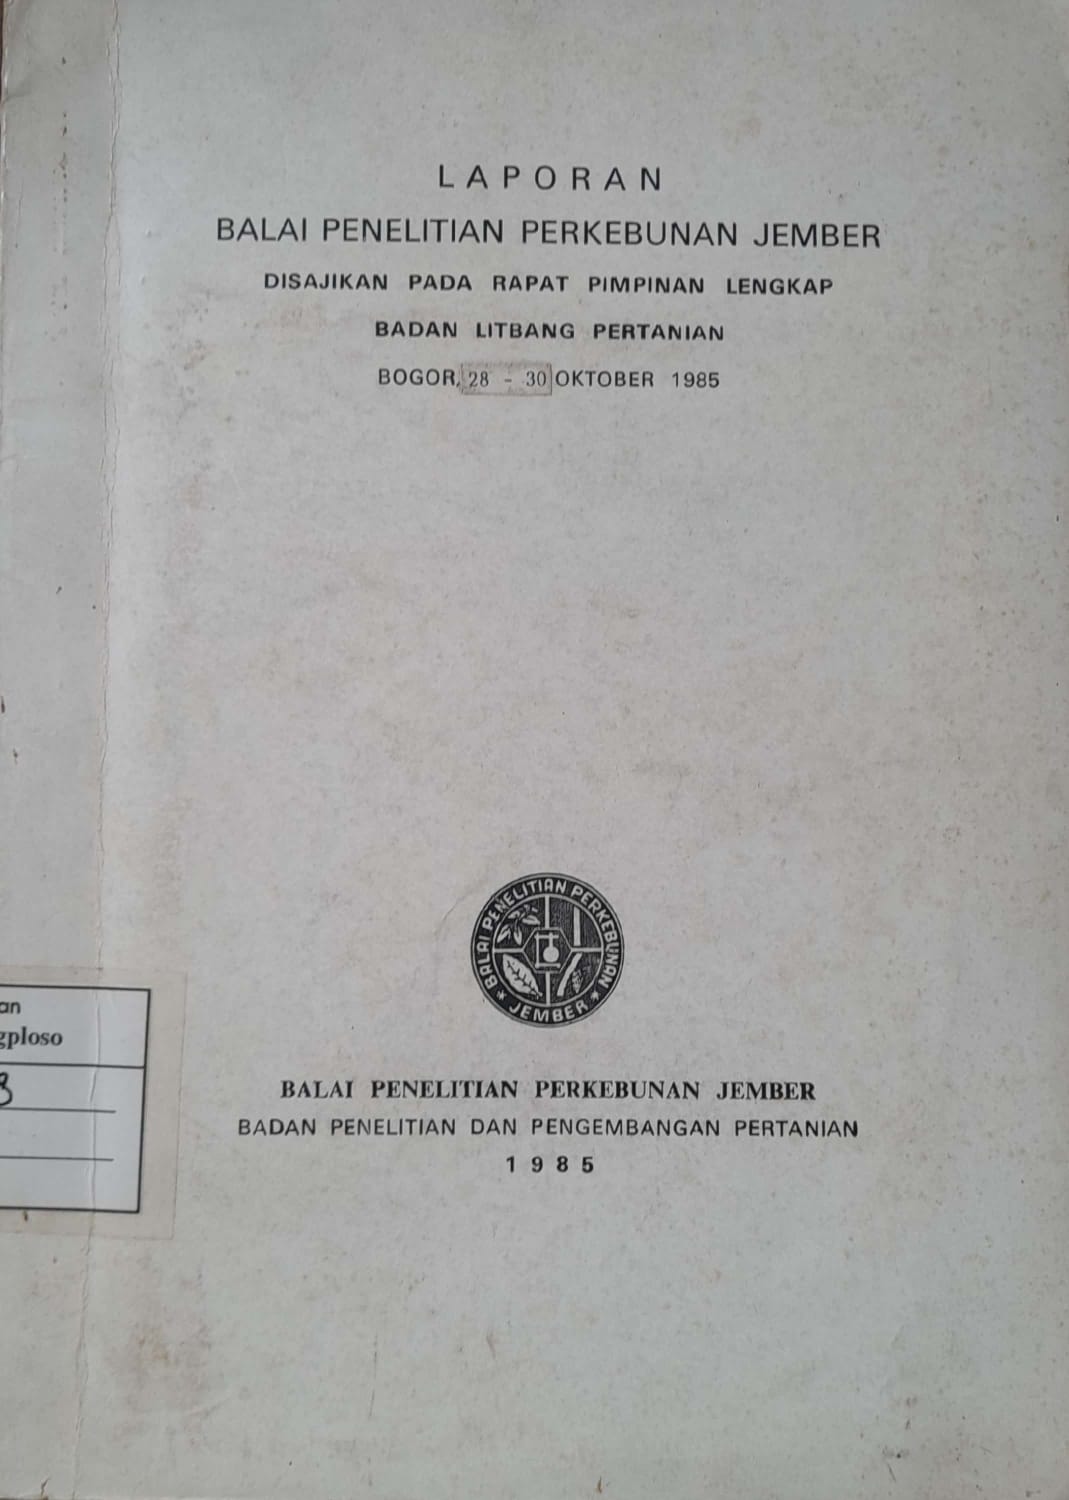 LAPORAN
BALAI PENELITIAN PERKEBUNAN JEMBER
DISAJIKAN PADA RAPAT PIMPINAN LENGKAP
BADAN LITBANG PERTANIAN
BOGOR, 28 - 30 OKTOBER 1985
BALAI PENELITIAN PERKEBUNAN
* JEMBER *
an
gploso
BALAI PENELITIAN PERKEBUNAN JEMBER
BADAN PENELITIAN DAN PENGEMBANGAN PERTANIAN
1985